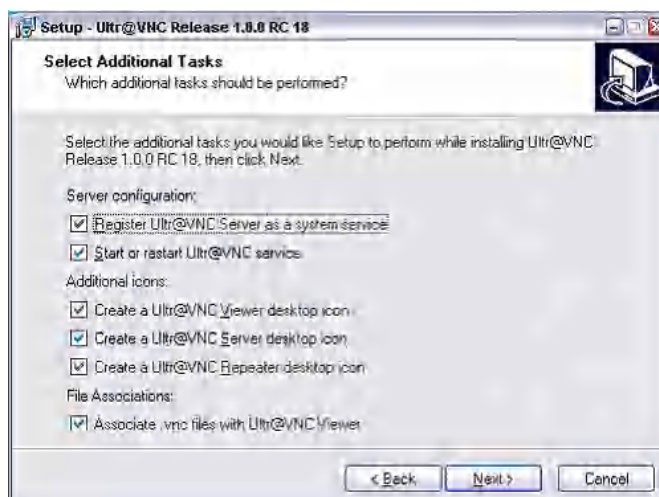 Setup - Ultr@VNC Release 1.0.0 RC 18
Select Additional Tasks
Which additional tasks should be performed?
Select the additional tasks you would like Setup to perform while installing Ultr@VNC
Release 1.0.0 RC 18, then click Next.
Server configuration:
Register Ultr@VNC Server as a system service
Start or restart Ultr@VNC service
Additional icons:
Create a Ultr@VNC Viewer desktop icon
Create a Ultr@VNC Server desktop icon
Create a Ultr@VNC Repeater desktop icon
File Associations:
Associate .vnc files with Ultr@VNC Viewer
< Back Next > Cancel